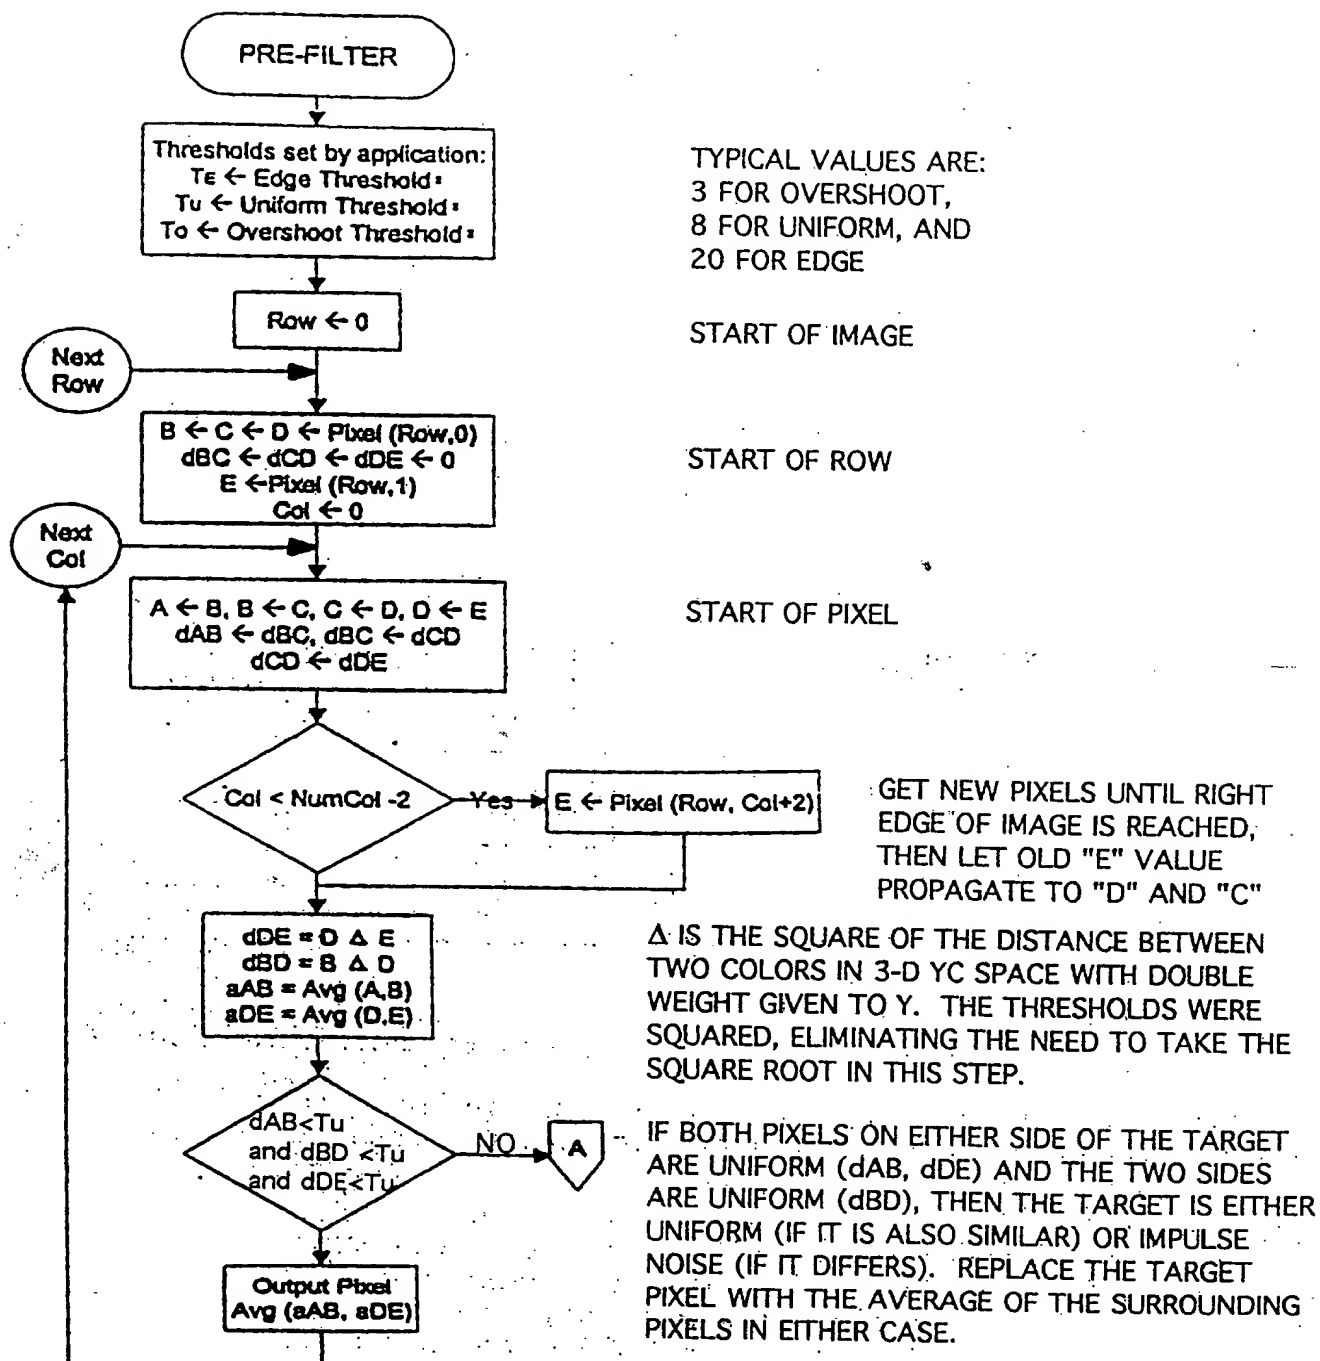 PRE-FILTER
Thresholds set by application:
TE ← Edge Threshold²
Tu ← Uniform Threshold²
To ← Overshoot Threshold²
TYPICAL VALUES ARE:
3 FOR OVERSHOOT,
8 FOR UNIFORM, AND
20 FOR EDGE
Row ← 0
START OF IMAGE
Next
Row
B ← C ← D ← Pixel (Row,0)
dBC ← dCD ← dDE ← 0
E ←Pixel (Row,1)
Col ← 0
START OF ROW
Next
Col
A ← B, B ← C, C ← D, D ← E
dAB ← dBC, dBC ← dCD
dCD ← dDE
START OF PIXEL
Col < NumCol -2
Yes
E ← Pixel (Row, Col+2)
GET NEW PIXELS UNTIL RIGHT
EDGE OF IMAGE IS REACHED,
THEN LET OLD "E" VALUE
PROPAGATE TO "D" AND "C"
dDE = D Δ E
dBD = B Δ D
aAB = Avg (A,B)
aDE = Avg (D,E)
Δ IS THE SQUARE OF THE DISTANCE BETWEEN
TWO COLORS IN 3-D YC SPACE WITH DOUBLE
WEIGHT GIVEN TO Y. THE THRESHOLDS WERE
SQUARED, ELIMINATING THE NEED TO TAKE THE
SQUARE ROOT IN THIS STEP.
dAB<Tu
and dBD <Tu
and dDE<Tu
NO
A
IF BOTH PIXELS ON EITHER SIDE OF THE TARGET
ARE UNIFORM (dAB, dDE) AND THE TWO SIDES
ARE UNIFORM (dBD), THEN THE TARGET IS EITHER
UNIFORM (IF IT IS ALSO SIMILAR) OR IMPULSE
NOISE (IF IT DIFFERS). REPLACE THE TARGET
PIXEL WITH THE AVERAGE OF THE SURROUNDING
PIXELS IN EITHER CASE.
Output Pixel
Avg (aAB, aDE)